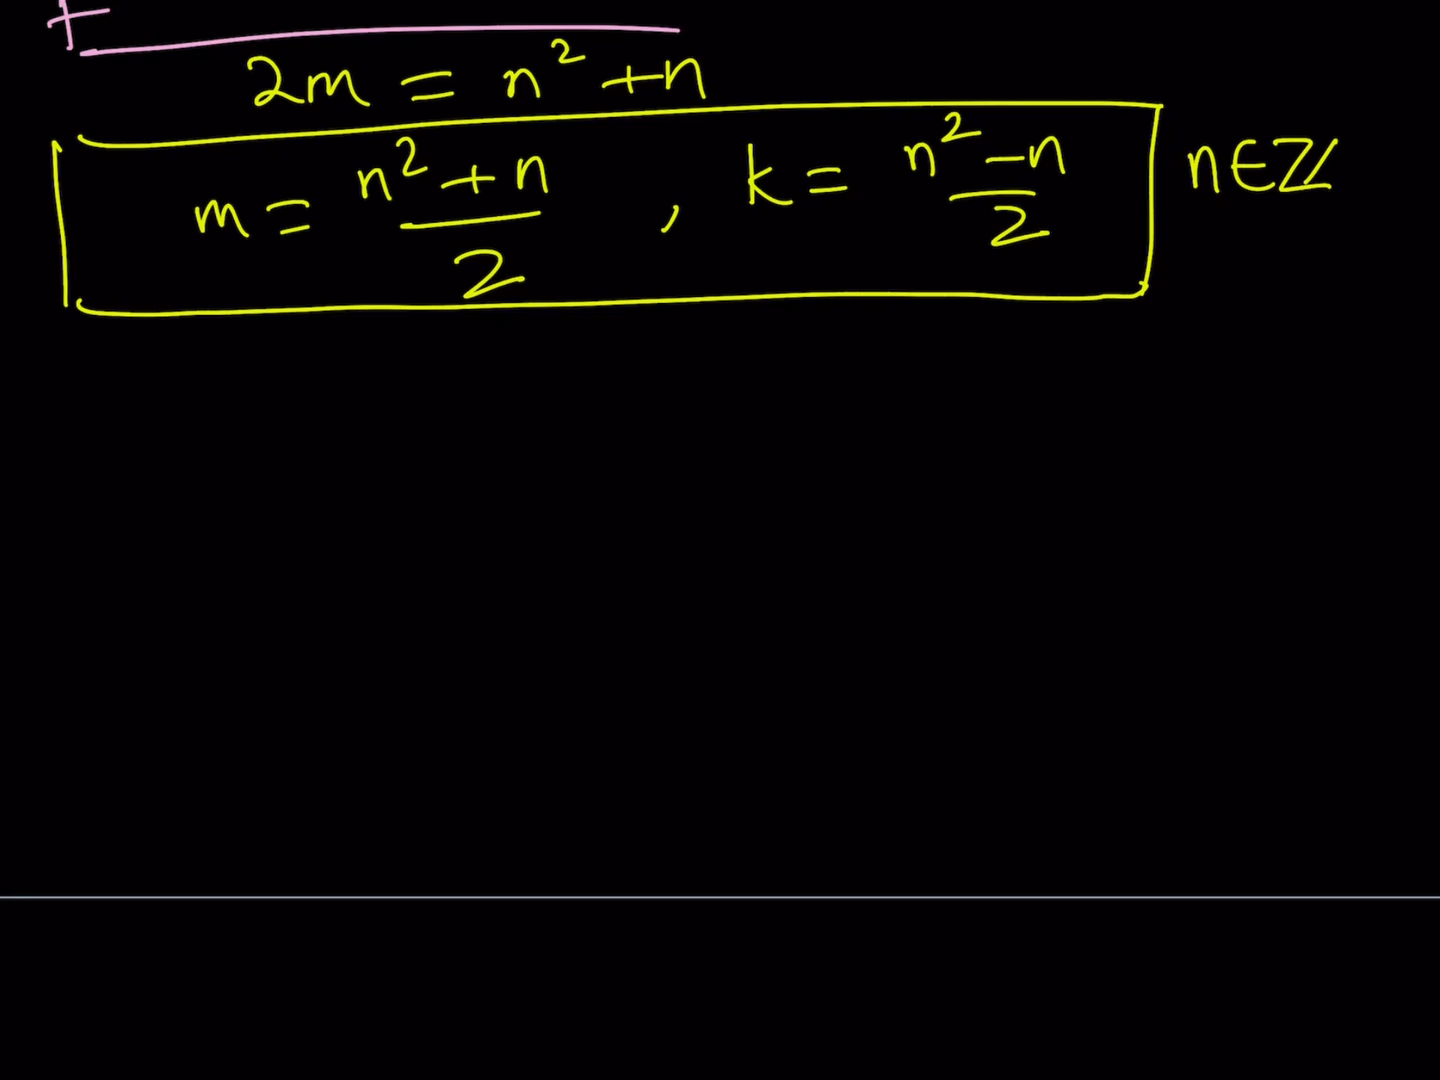 +
2m = n² + n
m = (n² + n)/2 , k = (n² - n)/2 n∈ℤ